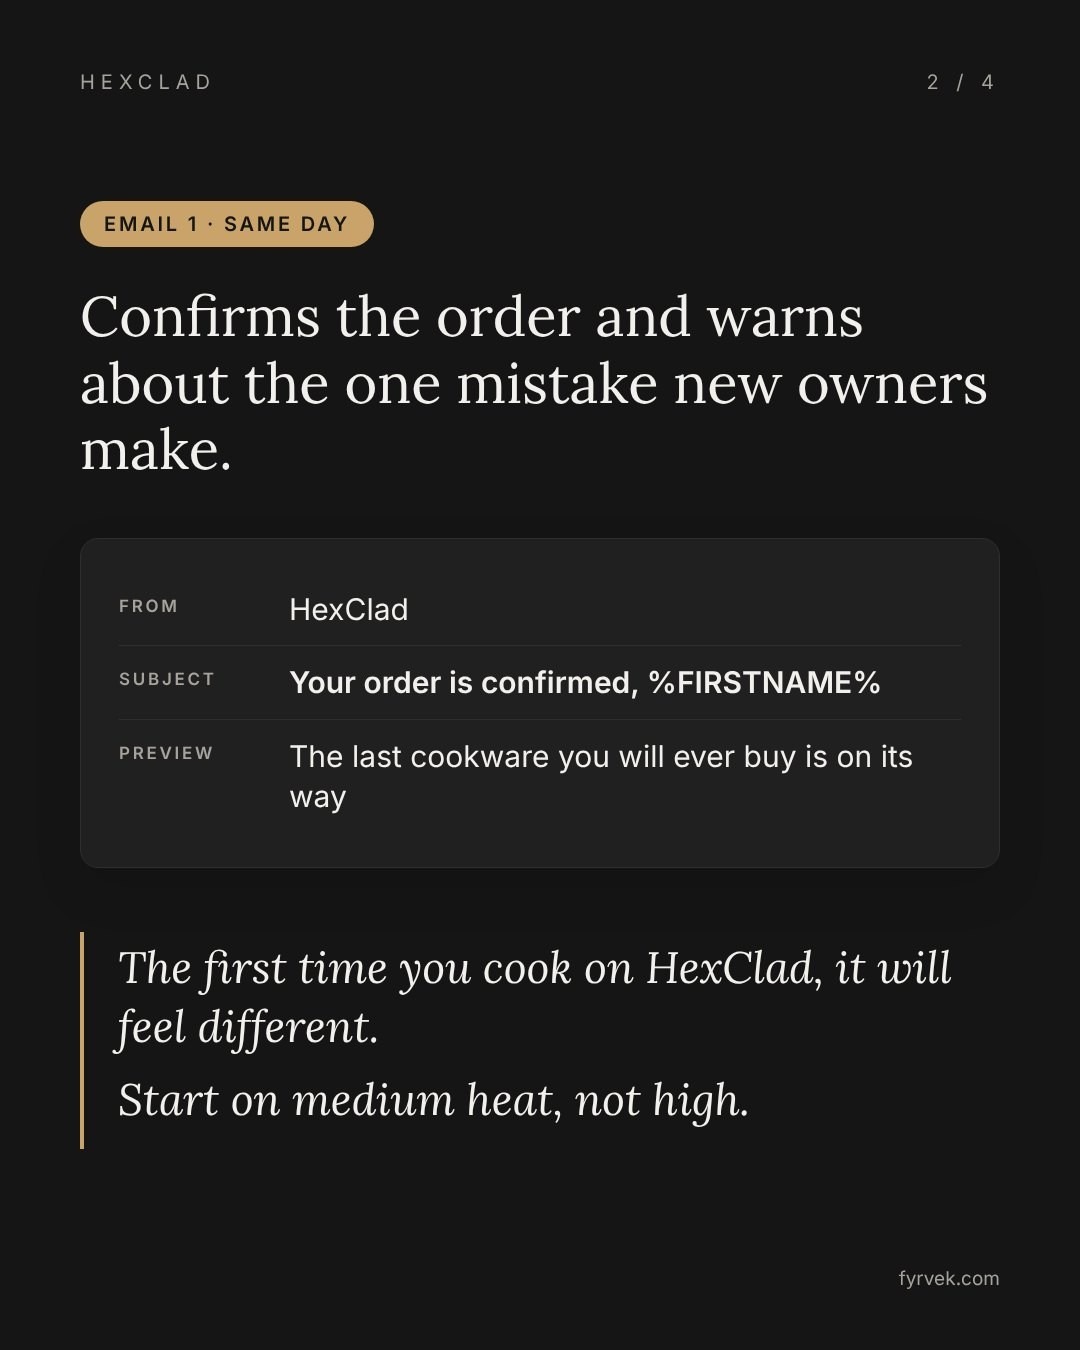 HEXCLAD
2 / 4
EMAIL 1 · SAME DAY
Confirms the order and warns
about the one mistake new owners
make.
FROM
HexClad
SUBJECT
Your order is confirmed, %FIRSTNAME%
PREVIEW
The last cookware you will ever buy is on its
way
The first time you cook on HexClad, it will
feel different.
Start on medium heat, not high.
fyrvek.com